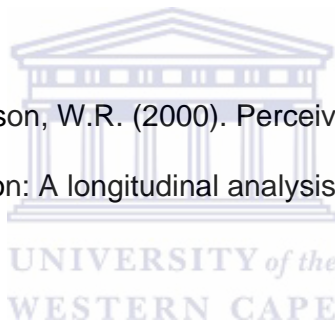 son, W.R. (2000). Perceiv
on: A longitudinal analysis
UNIVERSITY of the
WESTERN CAPE